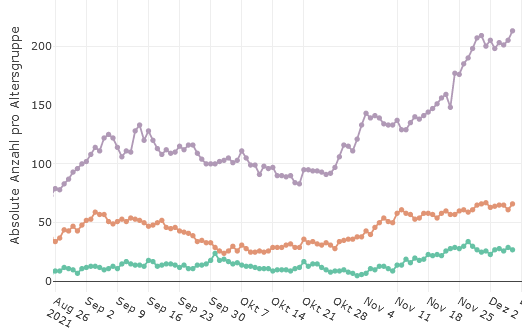 Absolute Anzahl pro Altersgruppe
200
150
100
50
0
Aug 26
2021
Sep 2
Sep 9
Sep 16
Sep 23
Sep 30
Okt 7
Okt 14
Okt 21
Okt 28
Nov 4
Nov 11
Nov 18
Nov 25
Dez 2